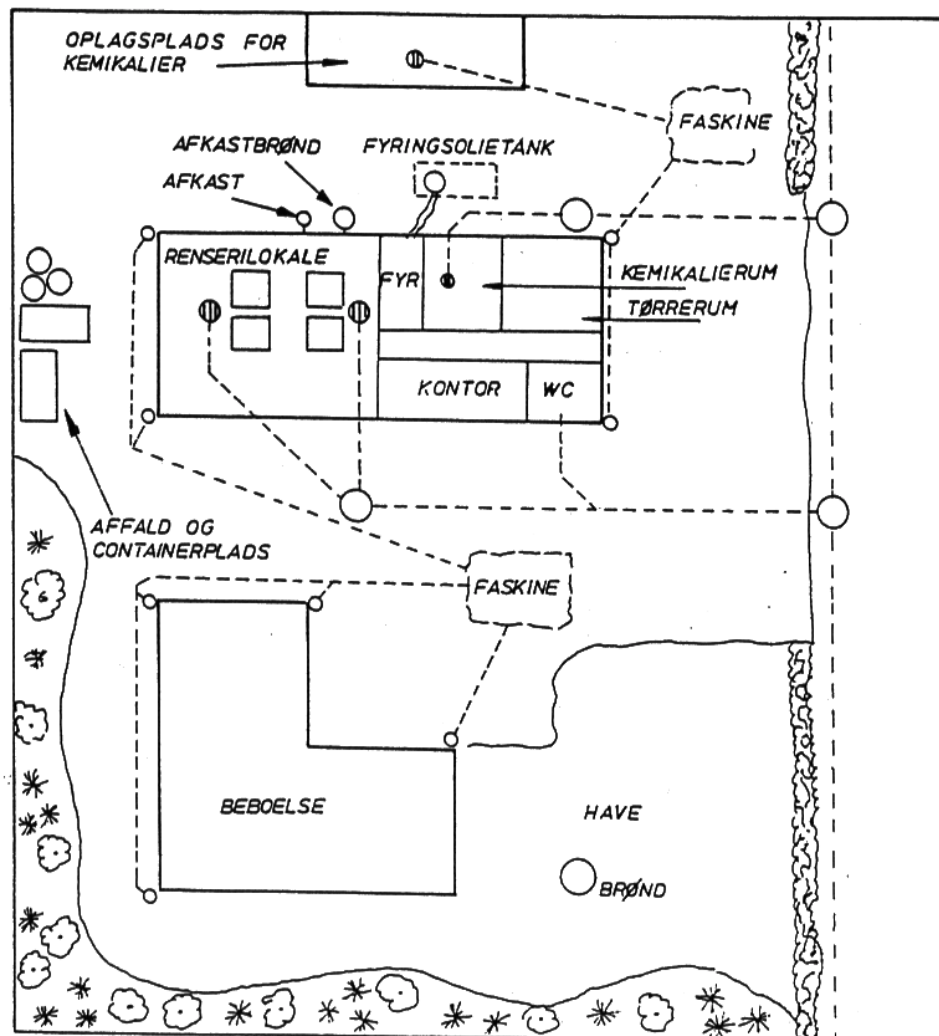 OPLAGSPLADS FOR
KEMIKALIER
FASKINE
AFKASTBRØND
FYRINGSOLIETANK
AFKAST
RENSERILOKALE
FYR
KEMIKALIERUM
TØRRERUM
KONTOR
WC
AFFALD OG
CONTAINERPLADS
FASKINE
BEBOELSE
HAVE
BRØND